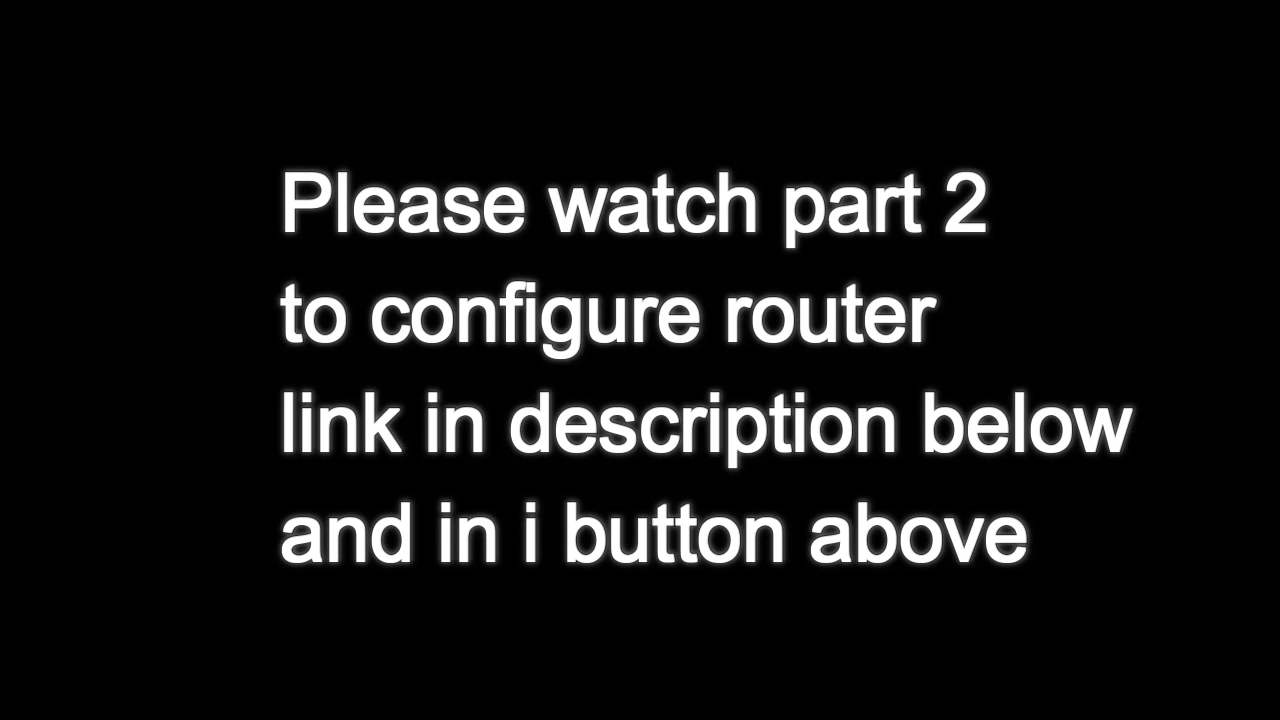 Please watch part 2
to configure router
link in description below
and in i button above